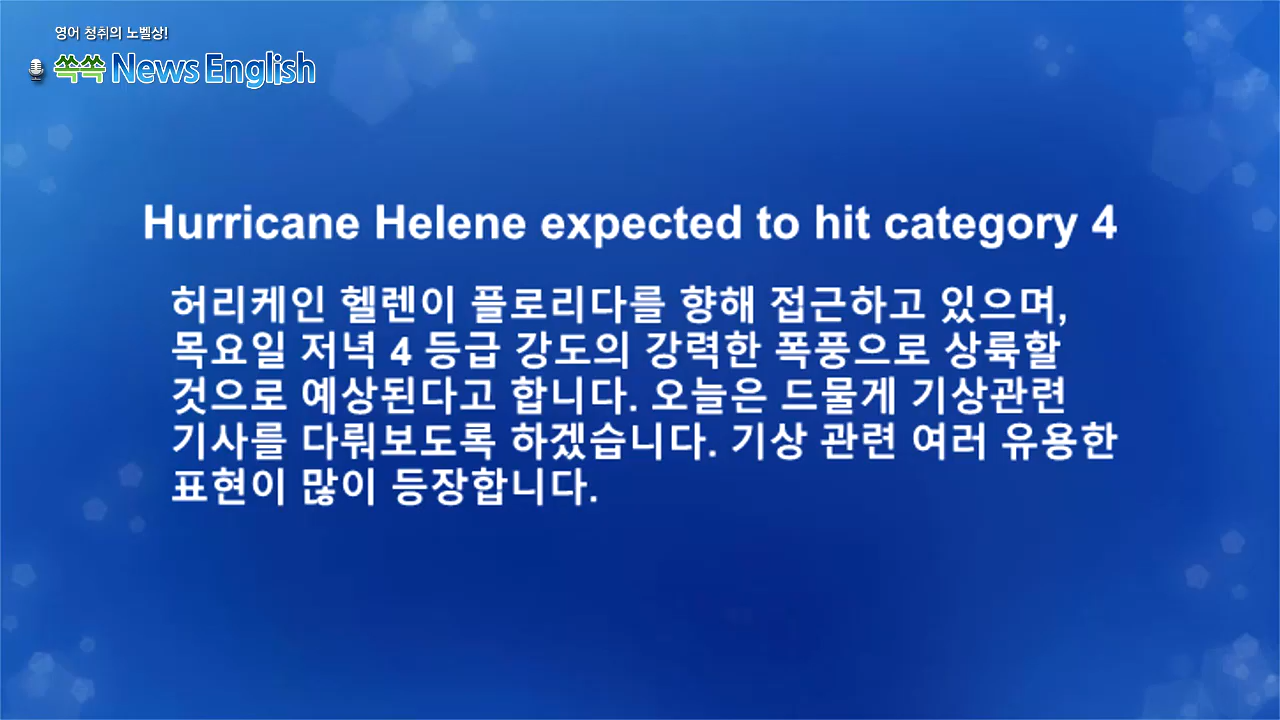 영어 청취의 노벨상!
쏙쏙 News English
Hurricane Helene expected to hit category 4
허리케인 헬렌이 플로리다를 향해 접근하고 있으며,
목요일 저녁 4 등급 강도의 강력한 폭풍으로 상륙할
것으로 예상된다고 합니다. 오늘은 드물게 기상관련
기사를 다뤄보도록 하겠습니다. 기상 관련 여러 유용한
표현이 많이 등장합니다.